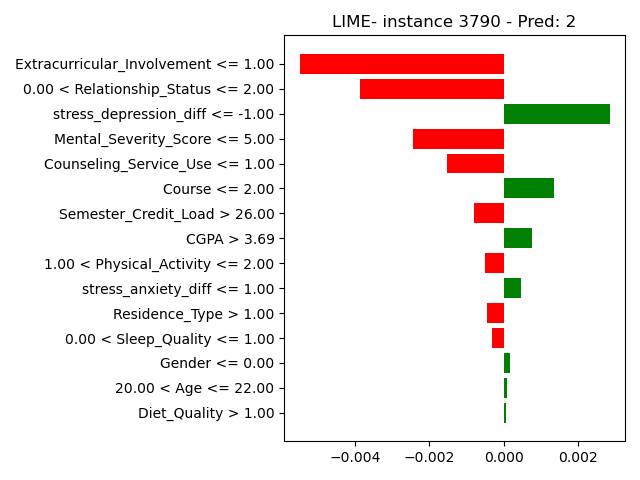 LIME- instance 3790 - Pred: 2
Extracurricular_Involvement <= 1.00
0.00 < Relationship_Status <= 2.00
stress_depression_diff <= -1.00
Mental_Severity_Score <= 5.00
Counseling_Service_Use <= 1.00
Course <= 2.00
Semester_Credit_Load > 26.00
CGPA > 3.69
1.00 < Physical_Activity <= 2.00
stress_anxiety_diff <= 1.00
Residence_Type > 1.00
0.00 < Sleep_Quality <= 1.00
Gender <= 0.00
20.00 < Age <= 22.00
Diet_Quality > 1.00
−0.004 −0.002 0.000 0.002